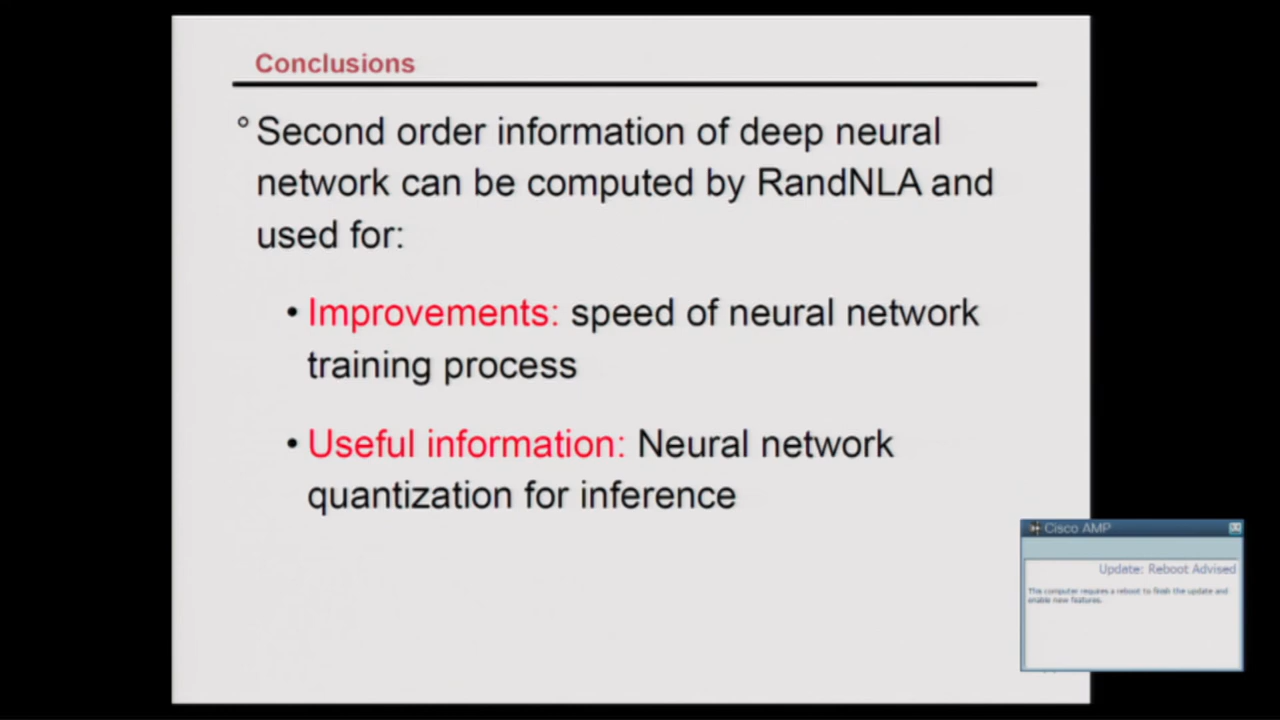 Conclusions
° Second order information of deep neural
network can be computed by RandNLA and
used for:
• Improvements: speed of neural network
training process
• Useful information: Neural network
quantization for inference
Cisco AMP
Update: Reboot Advised
This computer requires a reboot to finish the update and
enable new features.